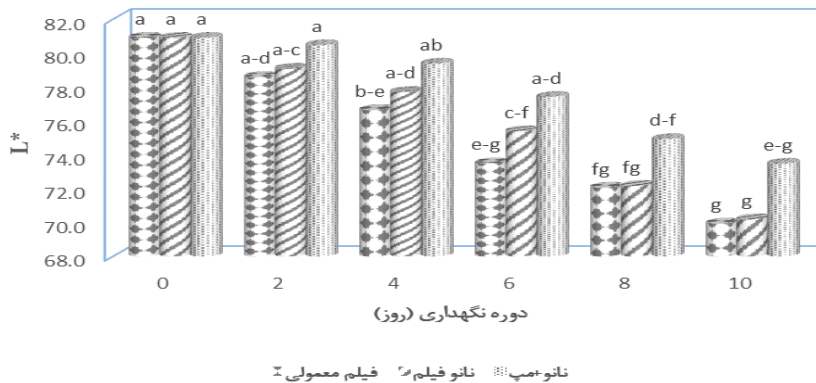 82.0
80.0
78.0
76.0
74.0
72.0
70.0
68.0
L*
a a a
a-d a-c a
b-e a-d ab
e-g c-f a-d
fg fg d-f
g g e-g
0 2 4 6 8 10
دوره نگهداری (روز)
فیلم معمولی نانو فیلم نانو+مپ